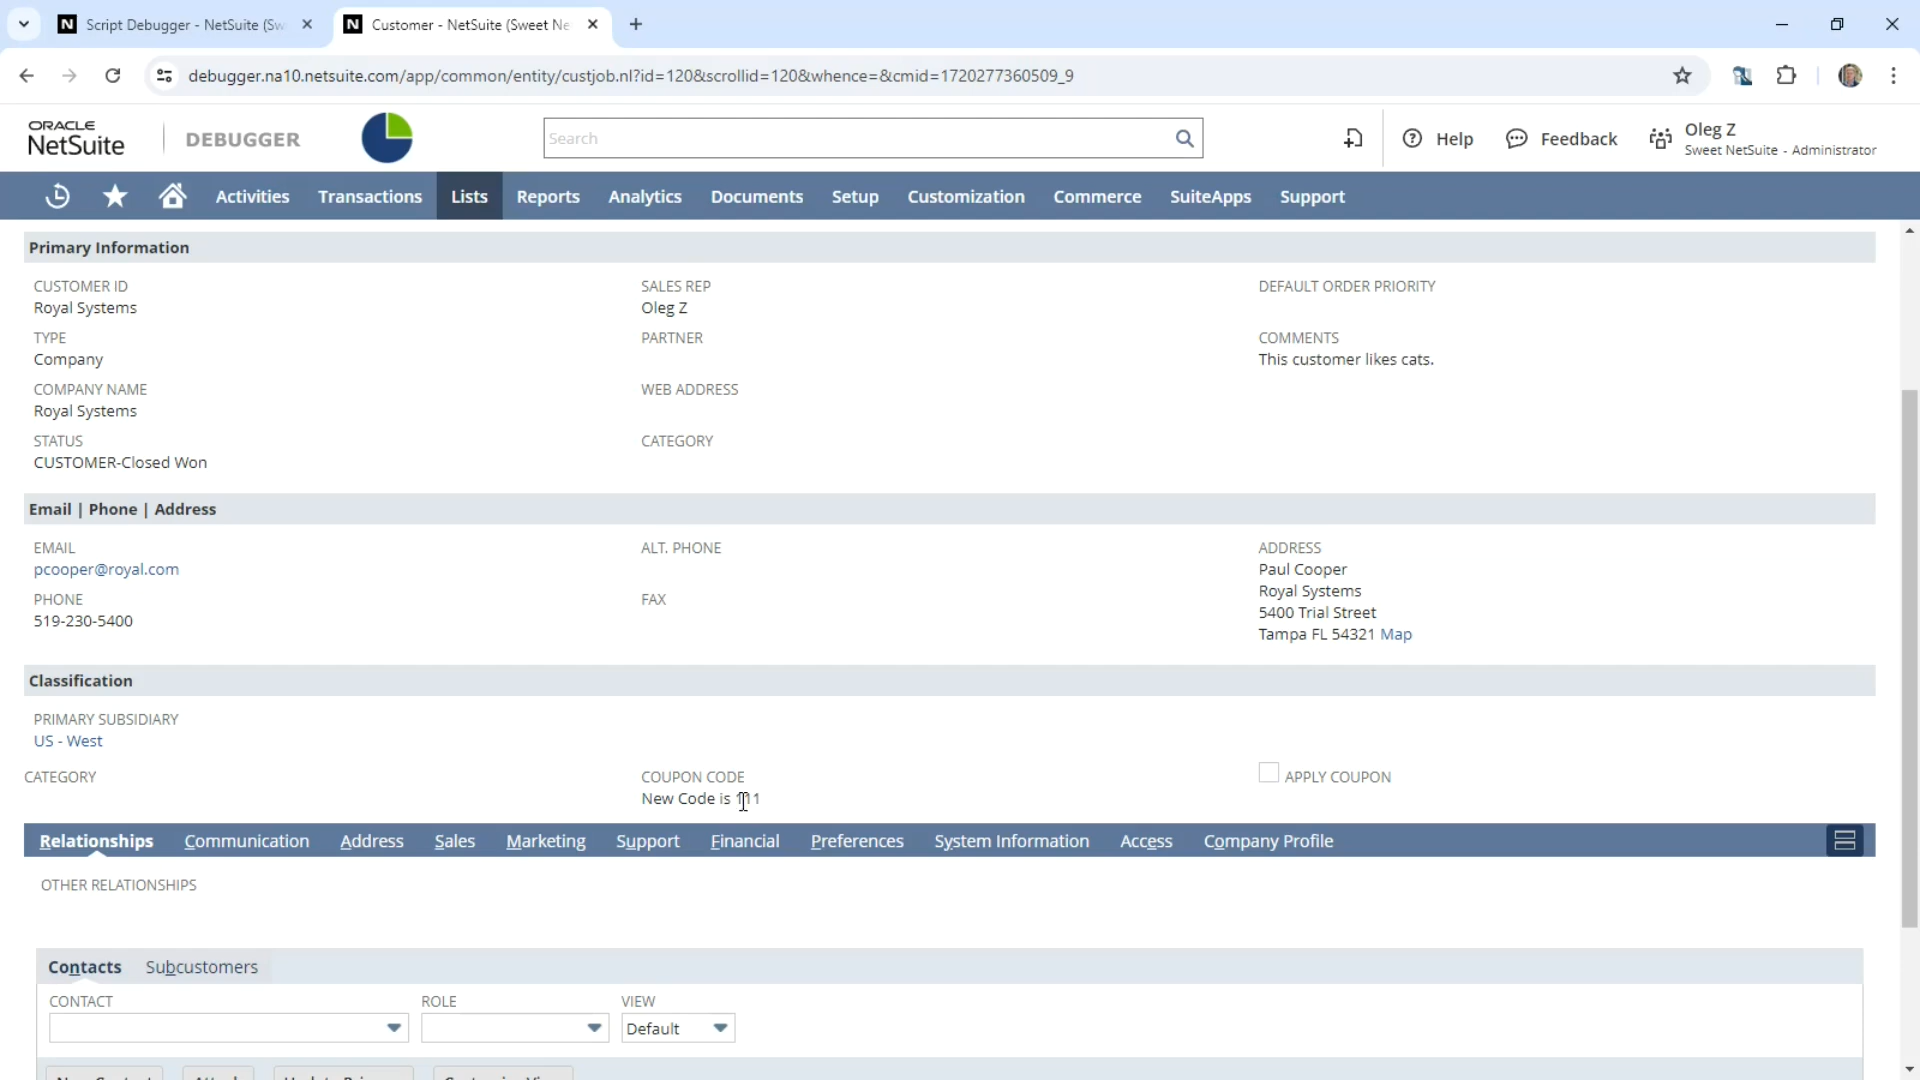 Script Debugger - NetSuite (Sw
Customer - NetSuite (Sweet Ne
debugger.na10.netsuite.com/app/common/entity/custjob.nl?id=120&scrollid=120&whence=&cmid=1720277360509_9
ORACLE
NetSuite
DEBUGGER
Search
Help
Feedback
Oleg Z
Sweet NetSuite - Administrator
Activities
Transactions
Lists
Reports
Analytics
Documents
Setup
Customization
Commerce
SuiteApps
Support
Primary Information
CUSTOMER ID
Royal Systems
TYPE
Company
COMPANY NAME
Royal Systems
STATUS
CUSTOMER-Closed Won
SALES REP
Oleg Z
PARTNER
WEB ADDRESS
CATEGORY
DEFAULT ORDER PRIORITY
COMMENTS
This customer likes cats.
Email | Phone | Address
EMAIL
pcooper@royal.com
PHONE
519-230-5400
ALT. PHONE
FAX
ADDRESS
Paul Cooper
Royal Systems
5400 Trial Street
Tampa FL 54321 Map
Classification
PRIMARY SUBSIDIARY
US - West
CATEGORY
COUPON CODE
New Code is 111
APPLY COUPON
Relationships
Communication
Address
Sales
Marketing
Support
Financial
Preferences
System Information
Access
Company Profile
OTHER RELATIONSHIPS
Contacts
Subcustomers
CONTACT
ROLE
VIEW
Default